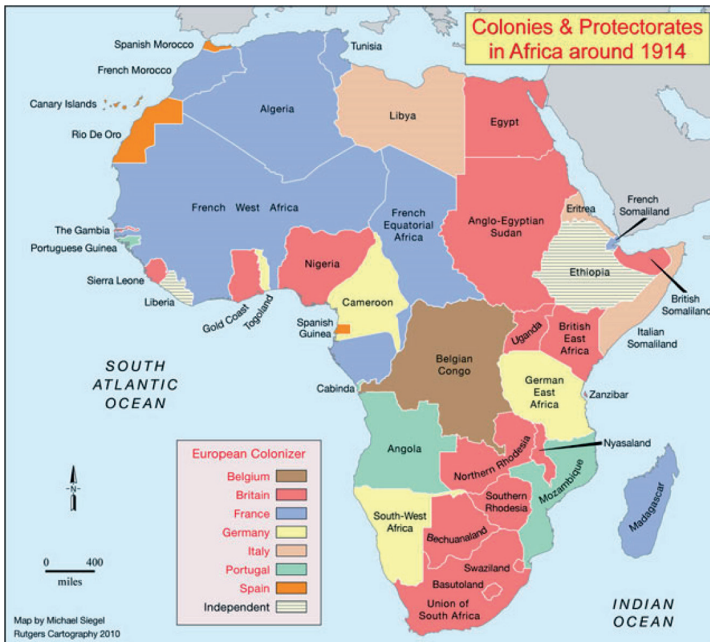 Colonies & Protectorates
in Africa around 1914
Spanish Morocco
Tunisia
French Morocco
Canary Islands
Algeria
Libya
Egypt
Rio De Oro
French West Africa
French
Equatorial
Africa
Anglo-Egyptian
Sudan
Eritrea
French
Somaliland
The Gambia
Portuguese Guinea
Nigeria
Ethiopia
Sierra Leone
Liberia
Gold Coast
Togoland
Cameroon
British
Somaliland
Spanish
Guinea
Uganda
British
East
Africa
Italian
Somaliland
SOUTH
ATLANTIC
OCEAN
Belgian
Congo
Cabinda
German
East
Africa
Zanzibar
Angola
Northern Rhodesia
Nyasaland
Mozambique
Southern
Rhodesia
South-West
Africa
Bechuanaland
Madagascar
Swaziland
Basutoland
Union of
South Africa
INDIAN
OCEAN
European Colonizer
Belgium
Britain
France
Germany
Italy
Portugal
Spain
Independent
N
0 400
miles
Map by Michael Siegel
Rutgers Cartography 2010